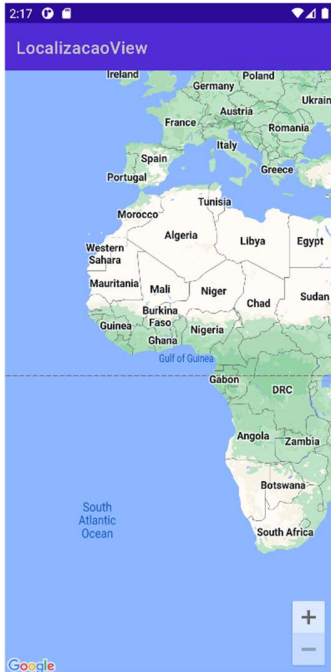 2:17
LocalizacaoView
Ireland
Poland
Germany
Ukrain
Austria
France
Romania
Italy
Spain
Greece
Portugal
Tunisia
Morocco
Algeria
Libya
Egypt
Western
Sahara
Mauritania
Mali
Niger
Chad
Sudan
Burkina
Faso
Guinea
Nigeria
Ghana
Gulf of Guinea
Gabon
DRC
Angola
Zambia
Botswana
South
Atlantic
Ocean
South Africa
+
−
Google